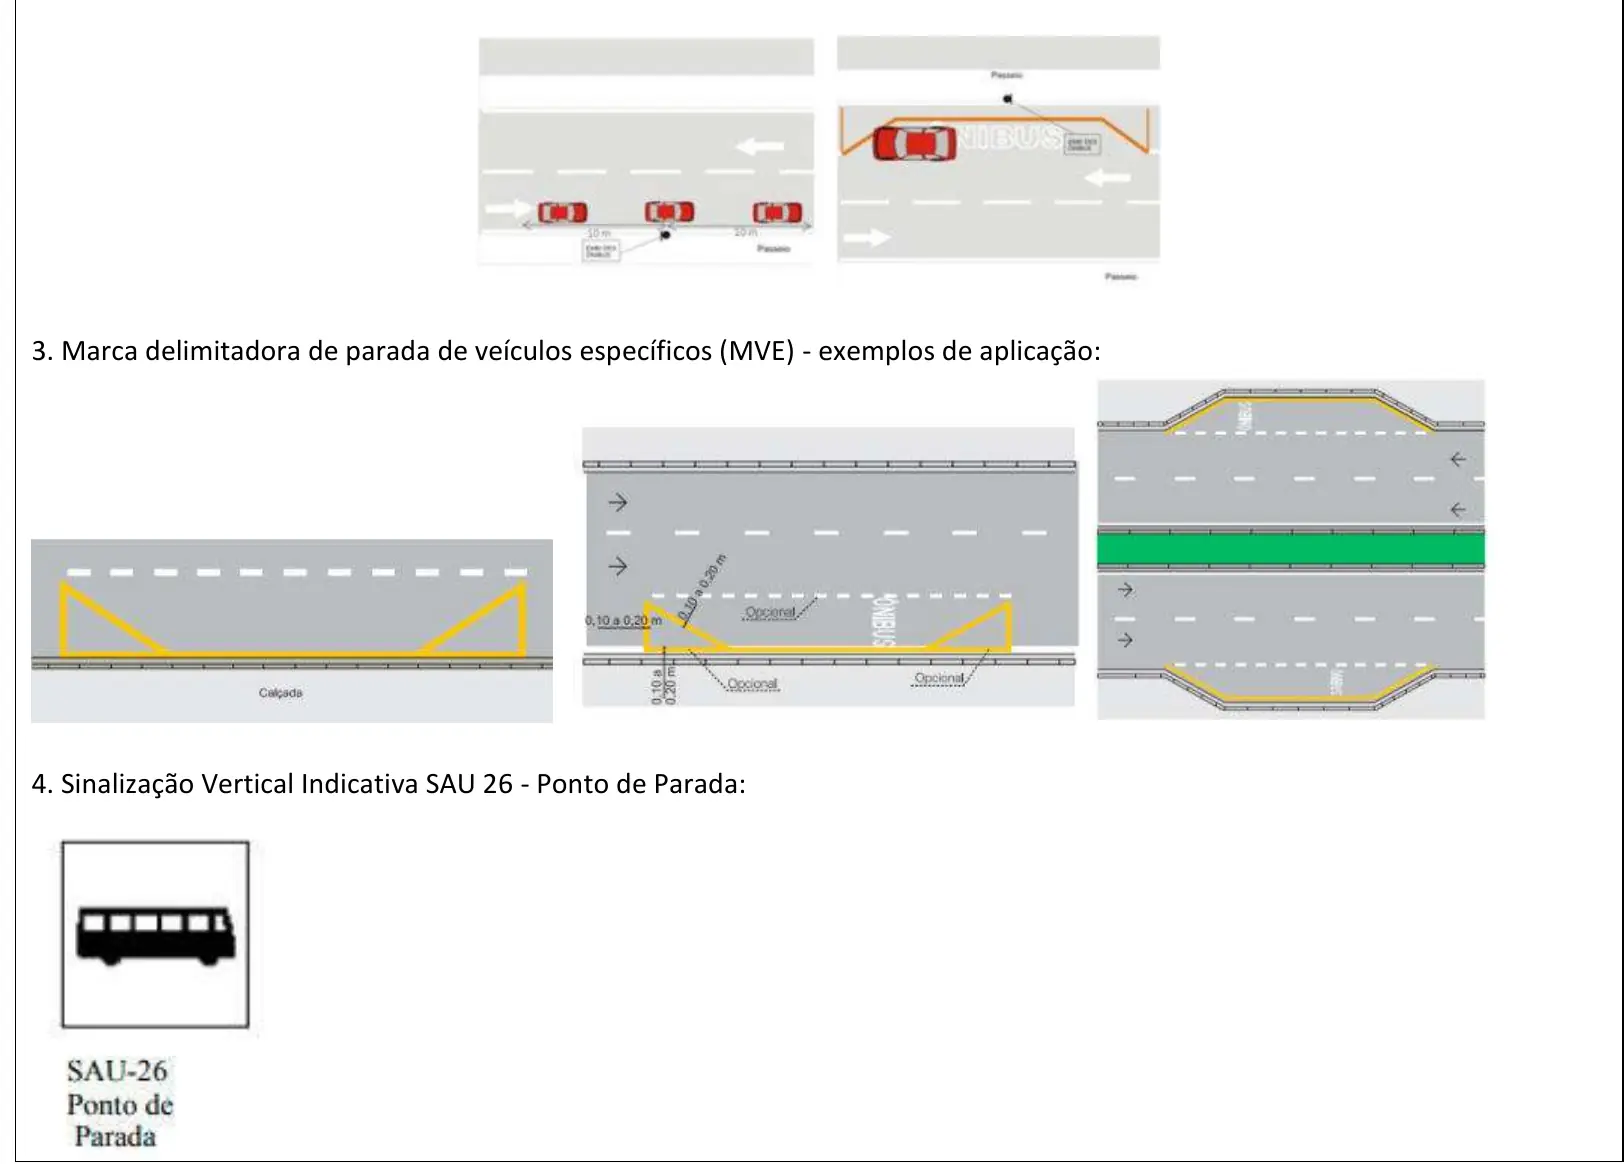 Passeio
ÔNIBUS
10 m
10 m
Passeio
Passeio
3. Marca delimitadora de parada de veículos específicos (MVE) - exemplos de aplicação:
ÔNIBUS
0,10 a 0,20 m
0,10 a 0,20 m
Opcional
ÔNIBUS
Opcional
Opcional
0,10 a
0,20 m
ÔNIBUS
Calçada
4. Sinalização Vertical Indicativa SAU 26 - Ponto de Parada:
SAU-26
Ponto de
Parada